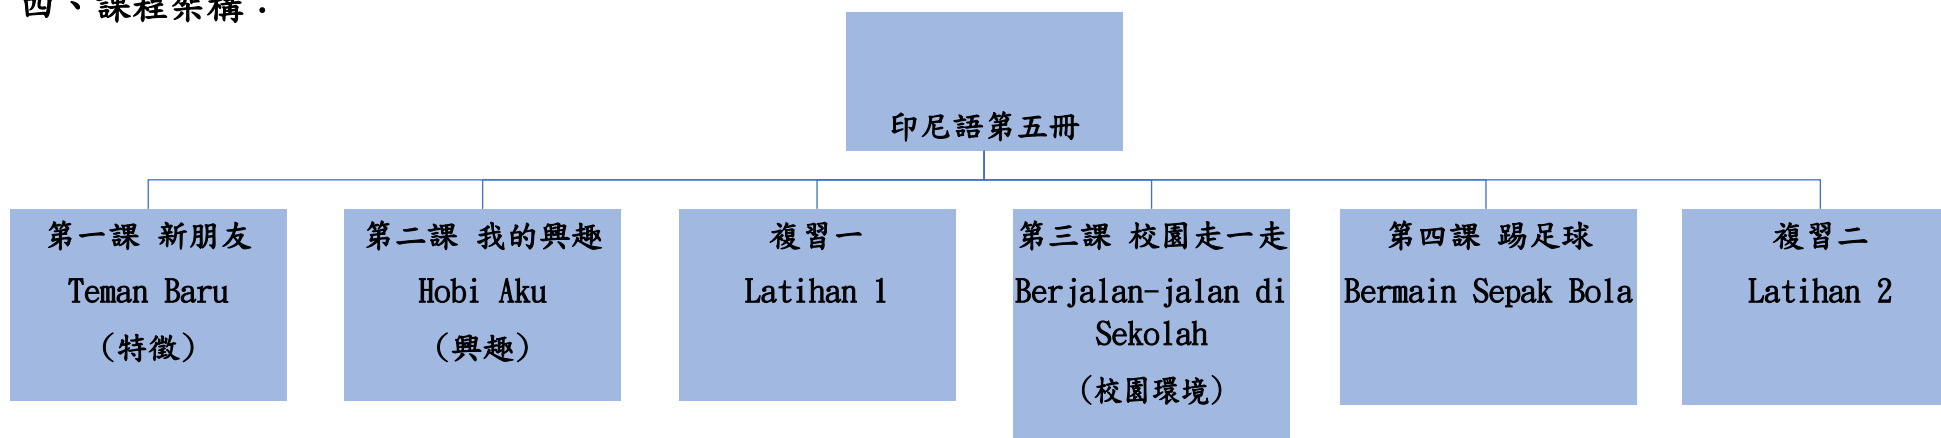 四、課程架構：
印尼語第五冊
第一課 新朋友
Teman Baru
(特徵)
第二課 我的興趣
Hobi Aku
(興趣)
複習一
Latihan 1
第三課 校園走一走
Berjalan-jalan di
Sekolah
(校園環境)
第四課 踢足球
Bermain Sepak Bola
複習二
Latihan 2